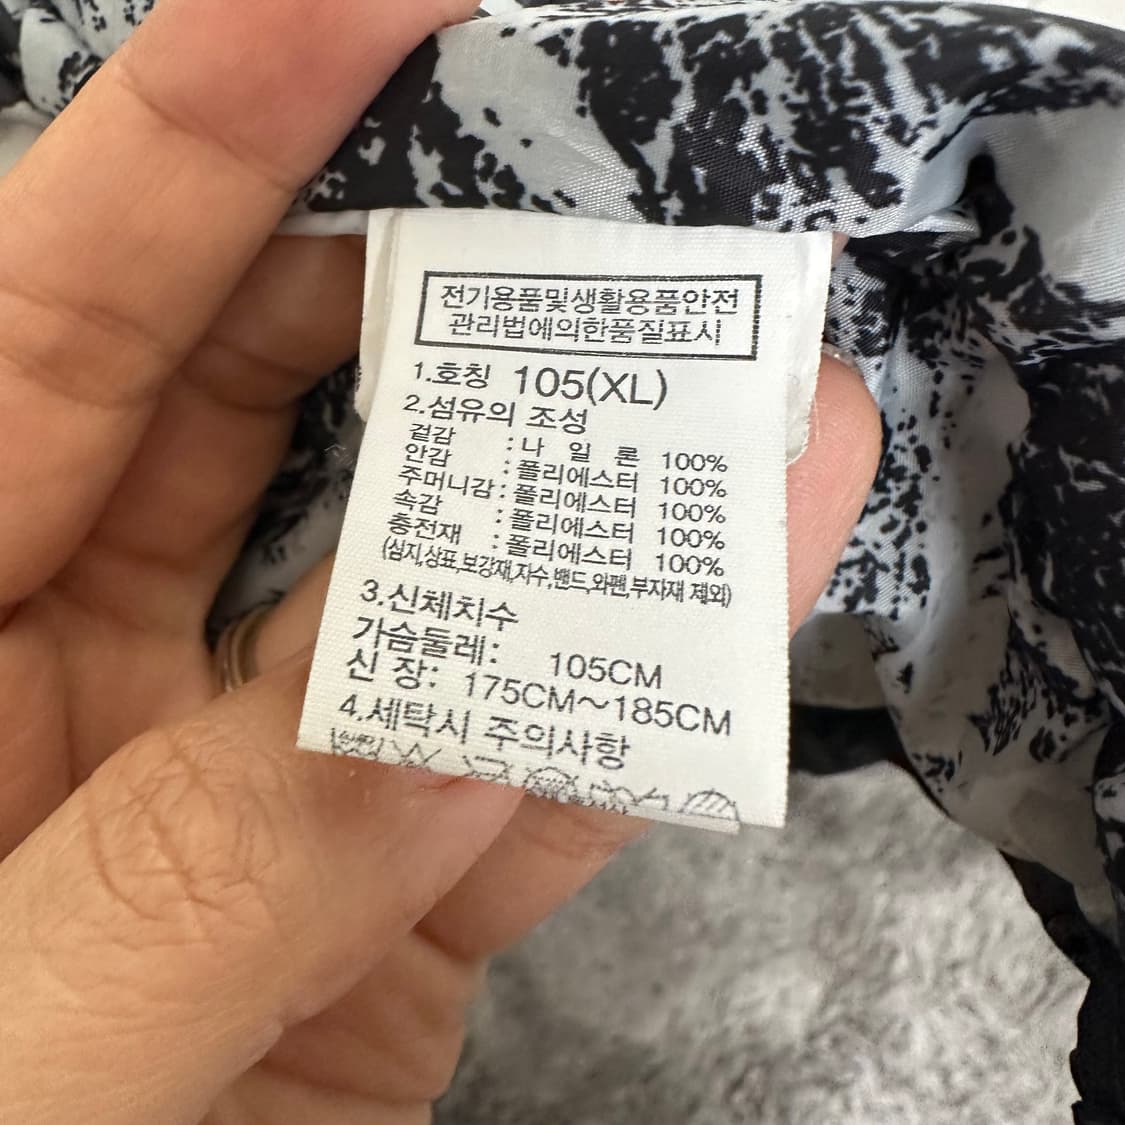 전기용품및생활용품안전
관리법에의한품질표시
1.호칭 105(XL)
2.섬유의 조성
겉감 : 나 일 론 100%
안감 : 폴리에스터 100%
주머니감 : 폴리에스터 100%
속감 : 폴리에스터 100%
충전재 : 폴리에스터 100%
(심지,상표,보강재,자수,밴드,와펜,부자재 제외)
3.신체치수
가슴둘레: 105CM
신 장: 175CM~185CM
4.세탁시 주의사항